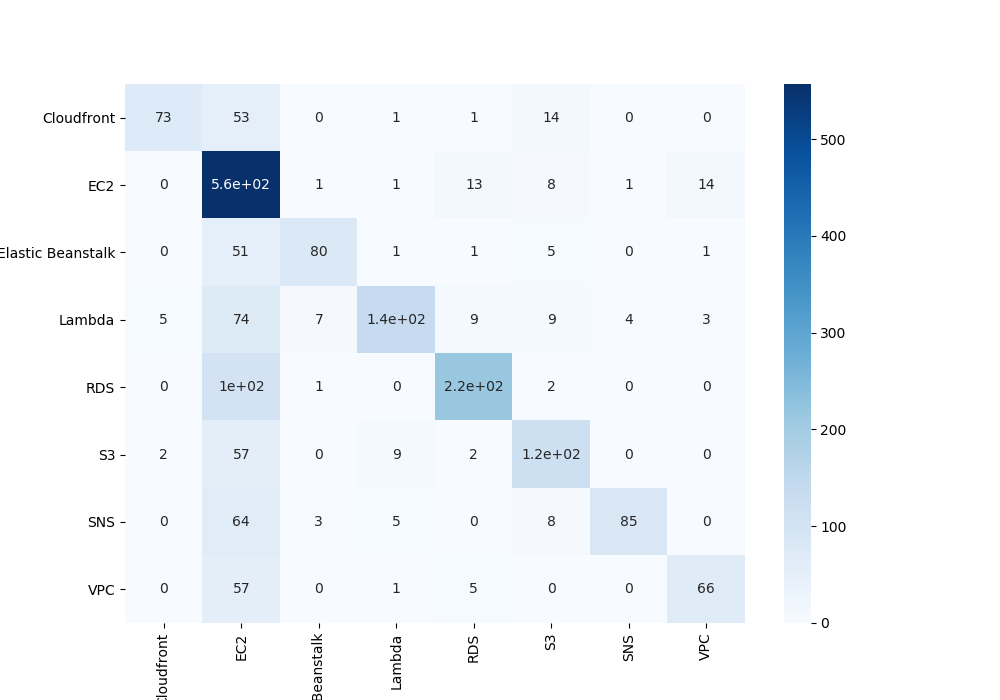 Cloudfront 73 53 0 1 1 14 0 0
EC2 0 5.6e+02 1 1 13 8 1 14
Elastic Beanstalk 0 51 80 1 1 5 0 1
Lambda 5 74 7 1.4e+02 9 9 4 3
RDS 0 1e+02 1 0 2.2e+02 2 0 0
S3 2 57 0 9 2 1.2e+02 0 0
SNS 0 64 3 5 0 8 85 0
VPC 0 57 0 1 5 0 0 66
Cloudfront EC2 Beanstalk Lambda RDS S3 SNS VPC
500
400
300
200
100
0